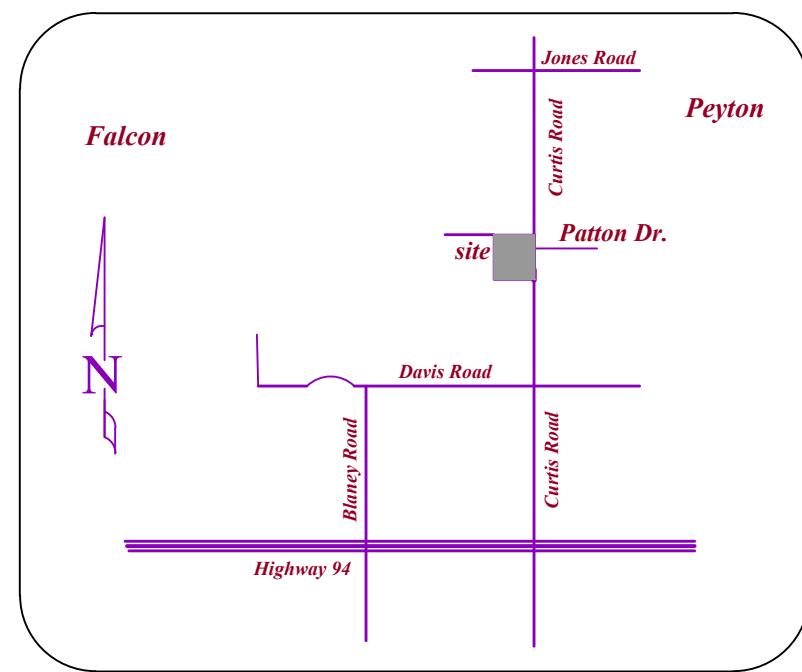 Jones Road
Peyton
Falcon
Curtis Road
Patton Dr.
site
N
Davis Road
Blaney Road
Curtis Road
Highway 94